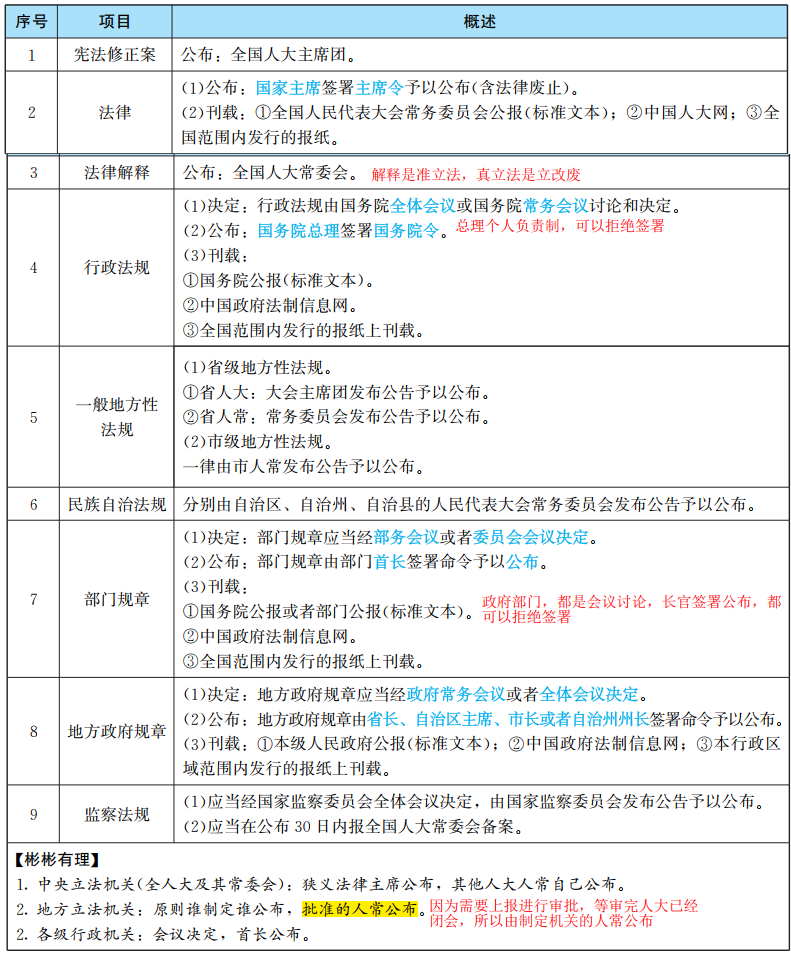 序号 项目 概述
1 宪法修正案 公布：全国人大主席团。
2 法律 (1)公布：国家主席签署主席令予以公布(含法律废止)。
(2)刊载：①全国人民代表大会常务委员会公报(标准文本)；②中国人大网；③全
国范围内发行的报纸。
3 法律解释 公布：全国人大常委会。 解释是准立法，真立法是立改废
4 行政法规 (1)决定：行政法规由国务院全体会议或国务院常务会议讨论和决定。
(2)公布：国务院总理签署国务院令。总理个人负责制，可以拒绝签署
(3)刊载：
①国务院公报(标准文本)。
②中国政府法制信息网。
③全国范围内发行的报纸上刊载。
5 一般地方性
法规
(1)省级地方性法规。
①省人大：大会主席团发布公告予以公布。
②省人常：常务委员会发布公告予以公布。
(2)市级地方性法规。
一律由市人常发布公告予以公布。
6 民族自治法规 分别由自治区、自治州、自治县的人民代表大会常务委员会发布公告予以公布。
7 部门规章 (1)决定：部门规章应当经部务会议或者委员会会议决定。
(2)公布：部门规章由部门首长签署命令予以公布。
(3)刊载：
①国务院公报或者部门公报(标准文本)。 政府部门，都是会议讨论，长官签署公布，都
可以拒绝签署
②中国政府法制信息网。
③全国范围内发行的报纸上刊载。
8 地方政府规章 (1)决定：地方政府规章应当经政府常务会议或者全体会议决定。
(2)公布：地方政府规章由省长、自治区主席、市长或者自治州州长签署命令予以公布。
(3)刊载：①本级人民政府公报(标准文本)；②中国政府法制信息网；③本行政区
域范围内发行的报纸上刊载。
9 监察法规 (1)应当经国家监察委员会全体会议决定，由国家监察委员会发布公告予以公布。
(2)应当在公布30日内报全国人大常委会备案。
【彬彬有理】
1. 中央立法机关(全人大及其常委会)：狭义法律主席公布，其他人大人常自己公布。
2. 地方立法机关：原则谁制定谁公布，批准的人常公布。因为需要上报进行审批，等审完人大已经
闭会，所以由制定机关的人常公布
2. 各级行政机关：会议决定，首长公布。